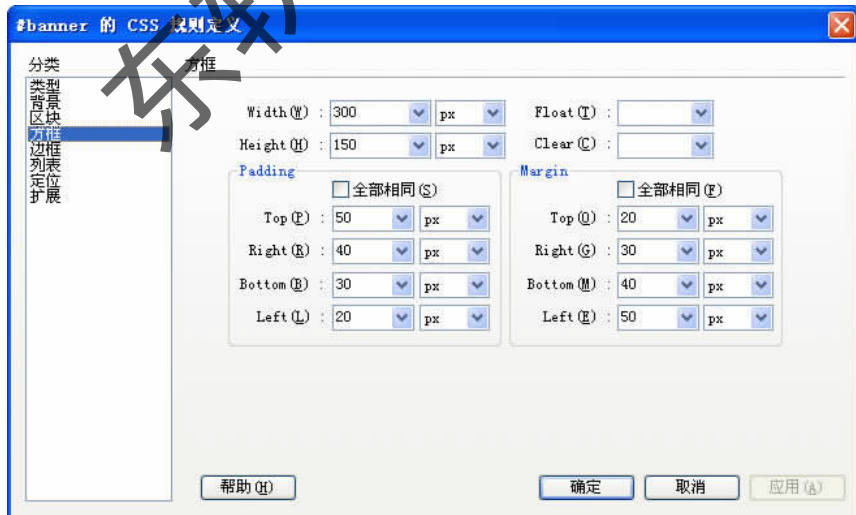 #banner 的 CSS 规则定义
分类
类型
背景
区块
方框
边框
列表
定位
扩展
方框
Width(W) : 300 px
Float(T) :
Height(H) : 150 px
Clear(C) :
Padding
全部相同(S)
Top(P) : 50 px
Right(R) : 40 px
Bottom(B) : 30 px
Left(L) : 20 px
Margin
全部相同(F)
Top(O) : 20 px
Right(G) : 30 px
Bottom(M) : 40 px
Left(E) : 50 px
帮助(H)
确定
取消
应用(A)
东软